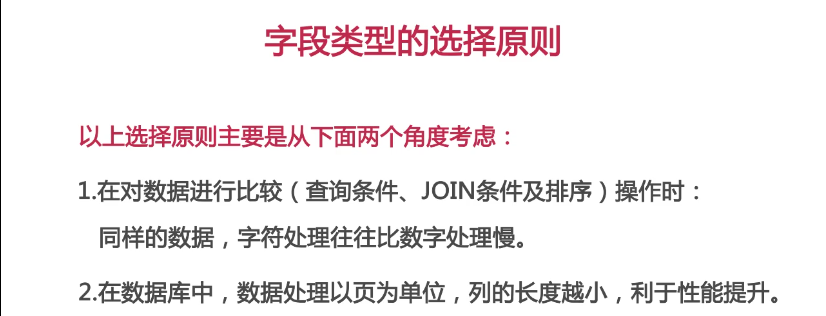 字段类型的选择原则
以上选择原则主要是从下面两个角度考虑：
1.在对数据进行比较（查询条件、JOIN条件及排序）操作时：
同样的数据，字符处理往往比数字处理慢。
2.在数据库中，数据处理以页为单位，列的长度越小，利于性能提升。